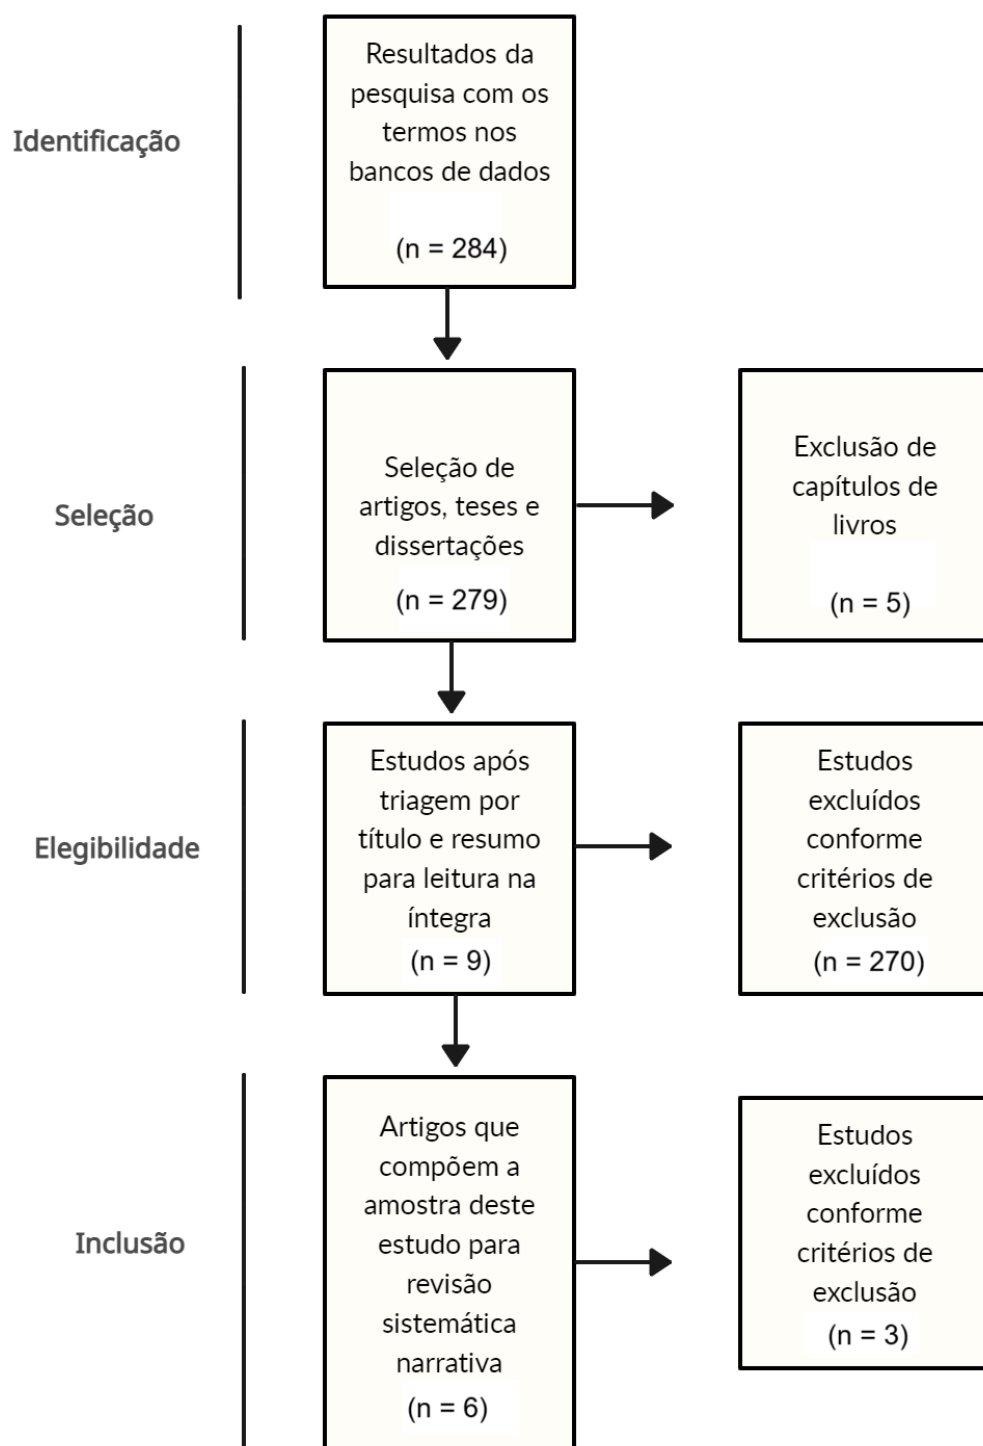 Identificação
Resultados da
pesquisa com os
termos nos
bancos de dados
(n = 284)
Seleção
Seleção de
artigos, teses e
dissertações
(n = 279)
Exclusão de
capítulos de
livros
(n = 5)
Elegibilidade
Estudos após
triagem por
título e resumo
para leitura na
íntegra
(n = 9)
Estudos
excluídos
conforme
critérios de
exclusão
(n = 270)
Inclusão
Artigos que
compõem a
amostra deste
estudo para
revisão
sistemática
narrativa
(n = 6)
Estudos
excluídos
conforme
critérios de
exclusão
(n = 3)